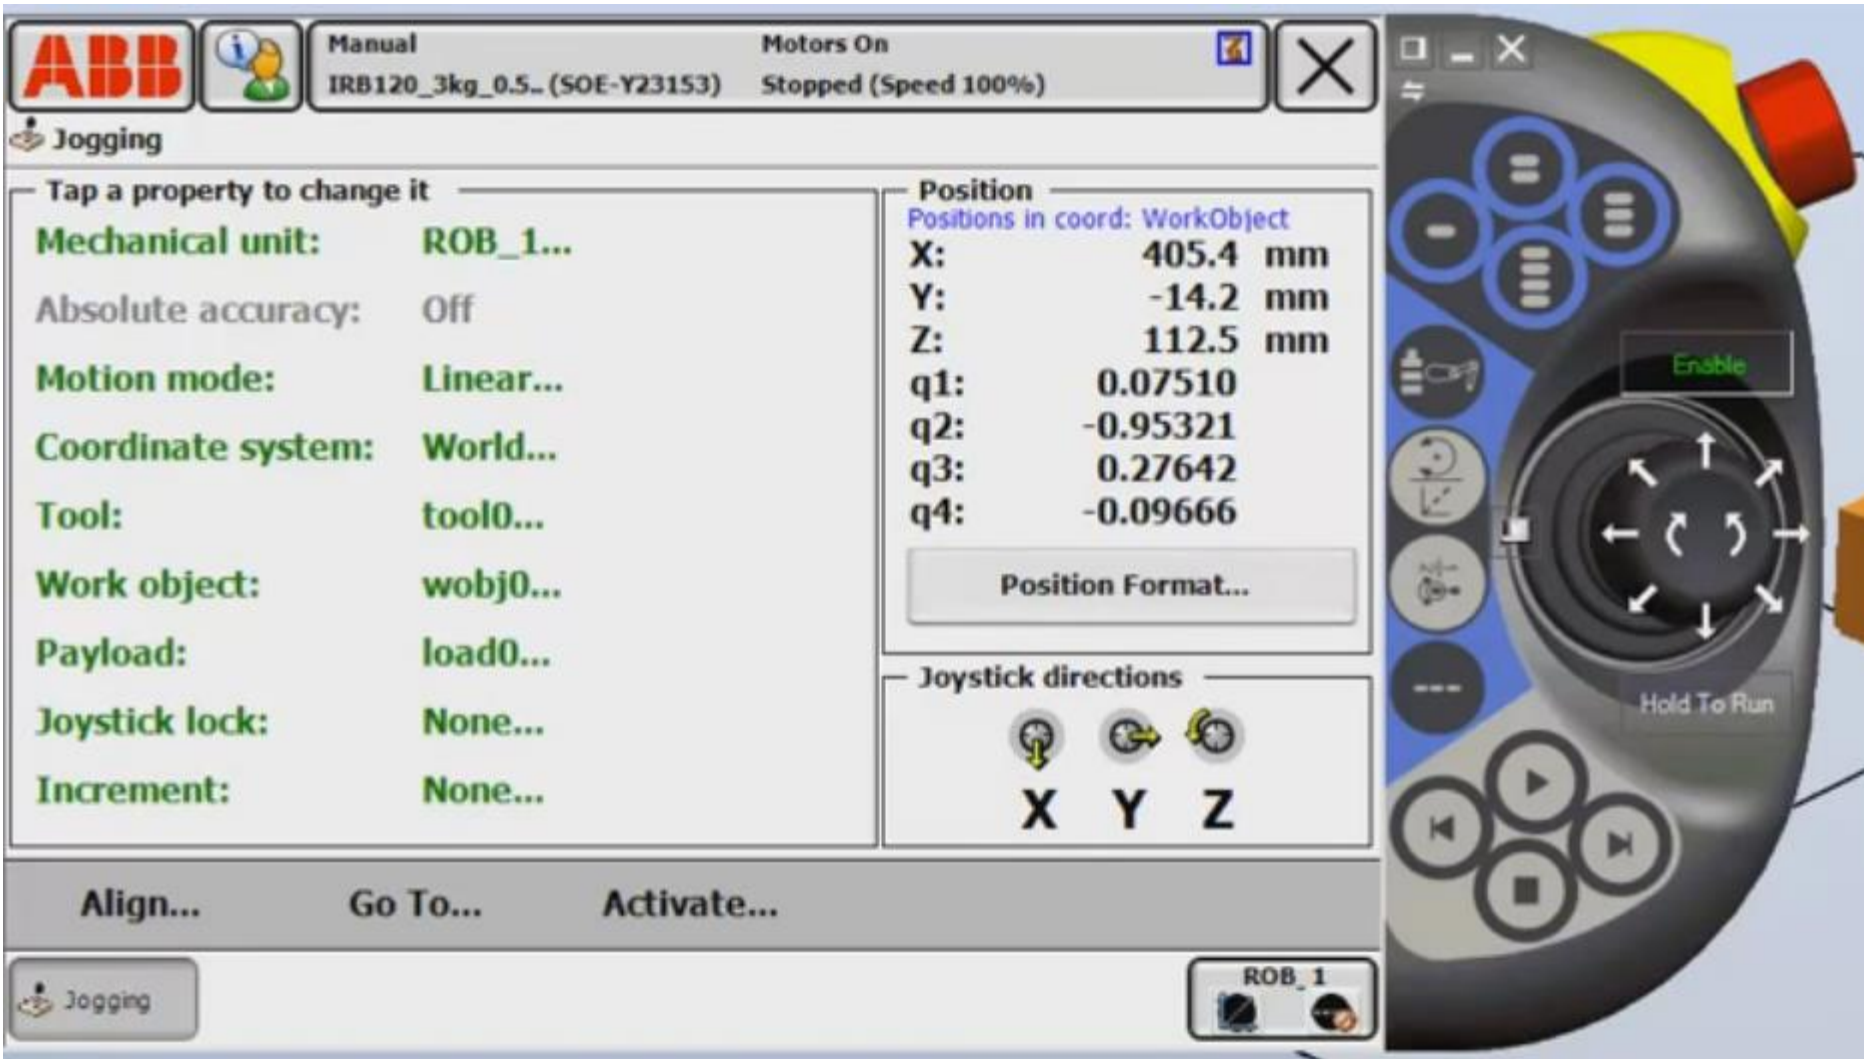 ABB
Manual
Motors On
IRB120_3kg_0.5.. (SOE-Y23153)
Stopped (Speed 100%)
Jogging
Tap a property to change it
Mechanical unit: ROB_1...
Absolute accuracy: Off
Motion mode: Linear...
Coordinate system: World...
Tool: tool0...
Work object: wobj0...
Payload: load0...
Joystick lock: None...
Increment: None...
Position
Positions in coord: WorkObject
X: 405.4 mm
Y: -14.2 mm
Z: 112.5 mm
q1: 0.07510
q2: -0.95321
q3: 0.27642
q4: -0.09666
Position Format...
Joystick directions
X Y Z
Align... Go To... Activate...
Jogging
ROB_1
Enable
Hold To Run